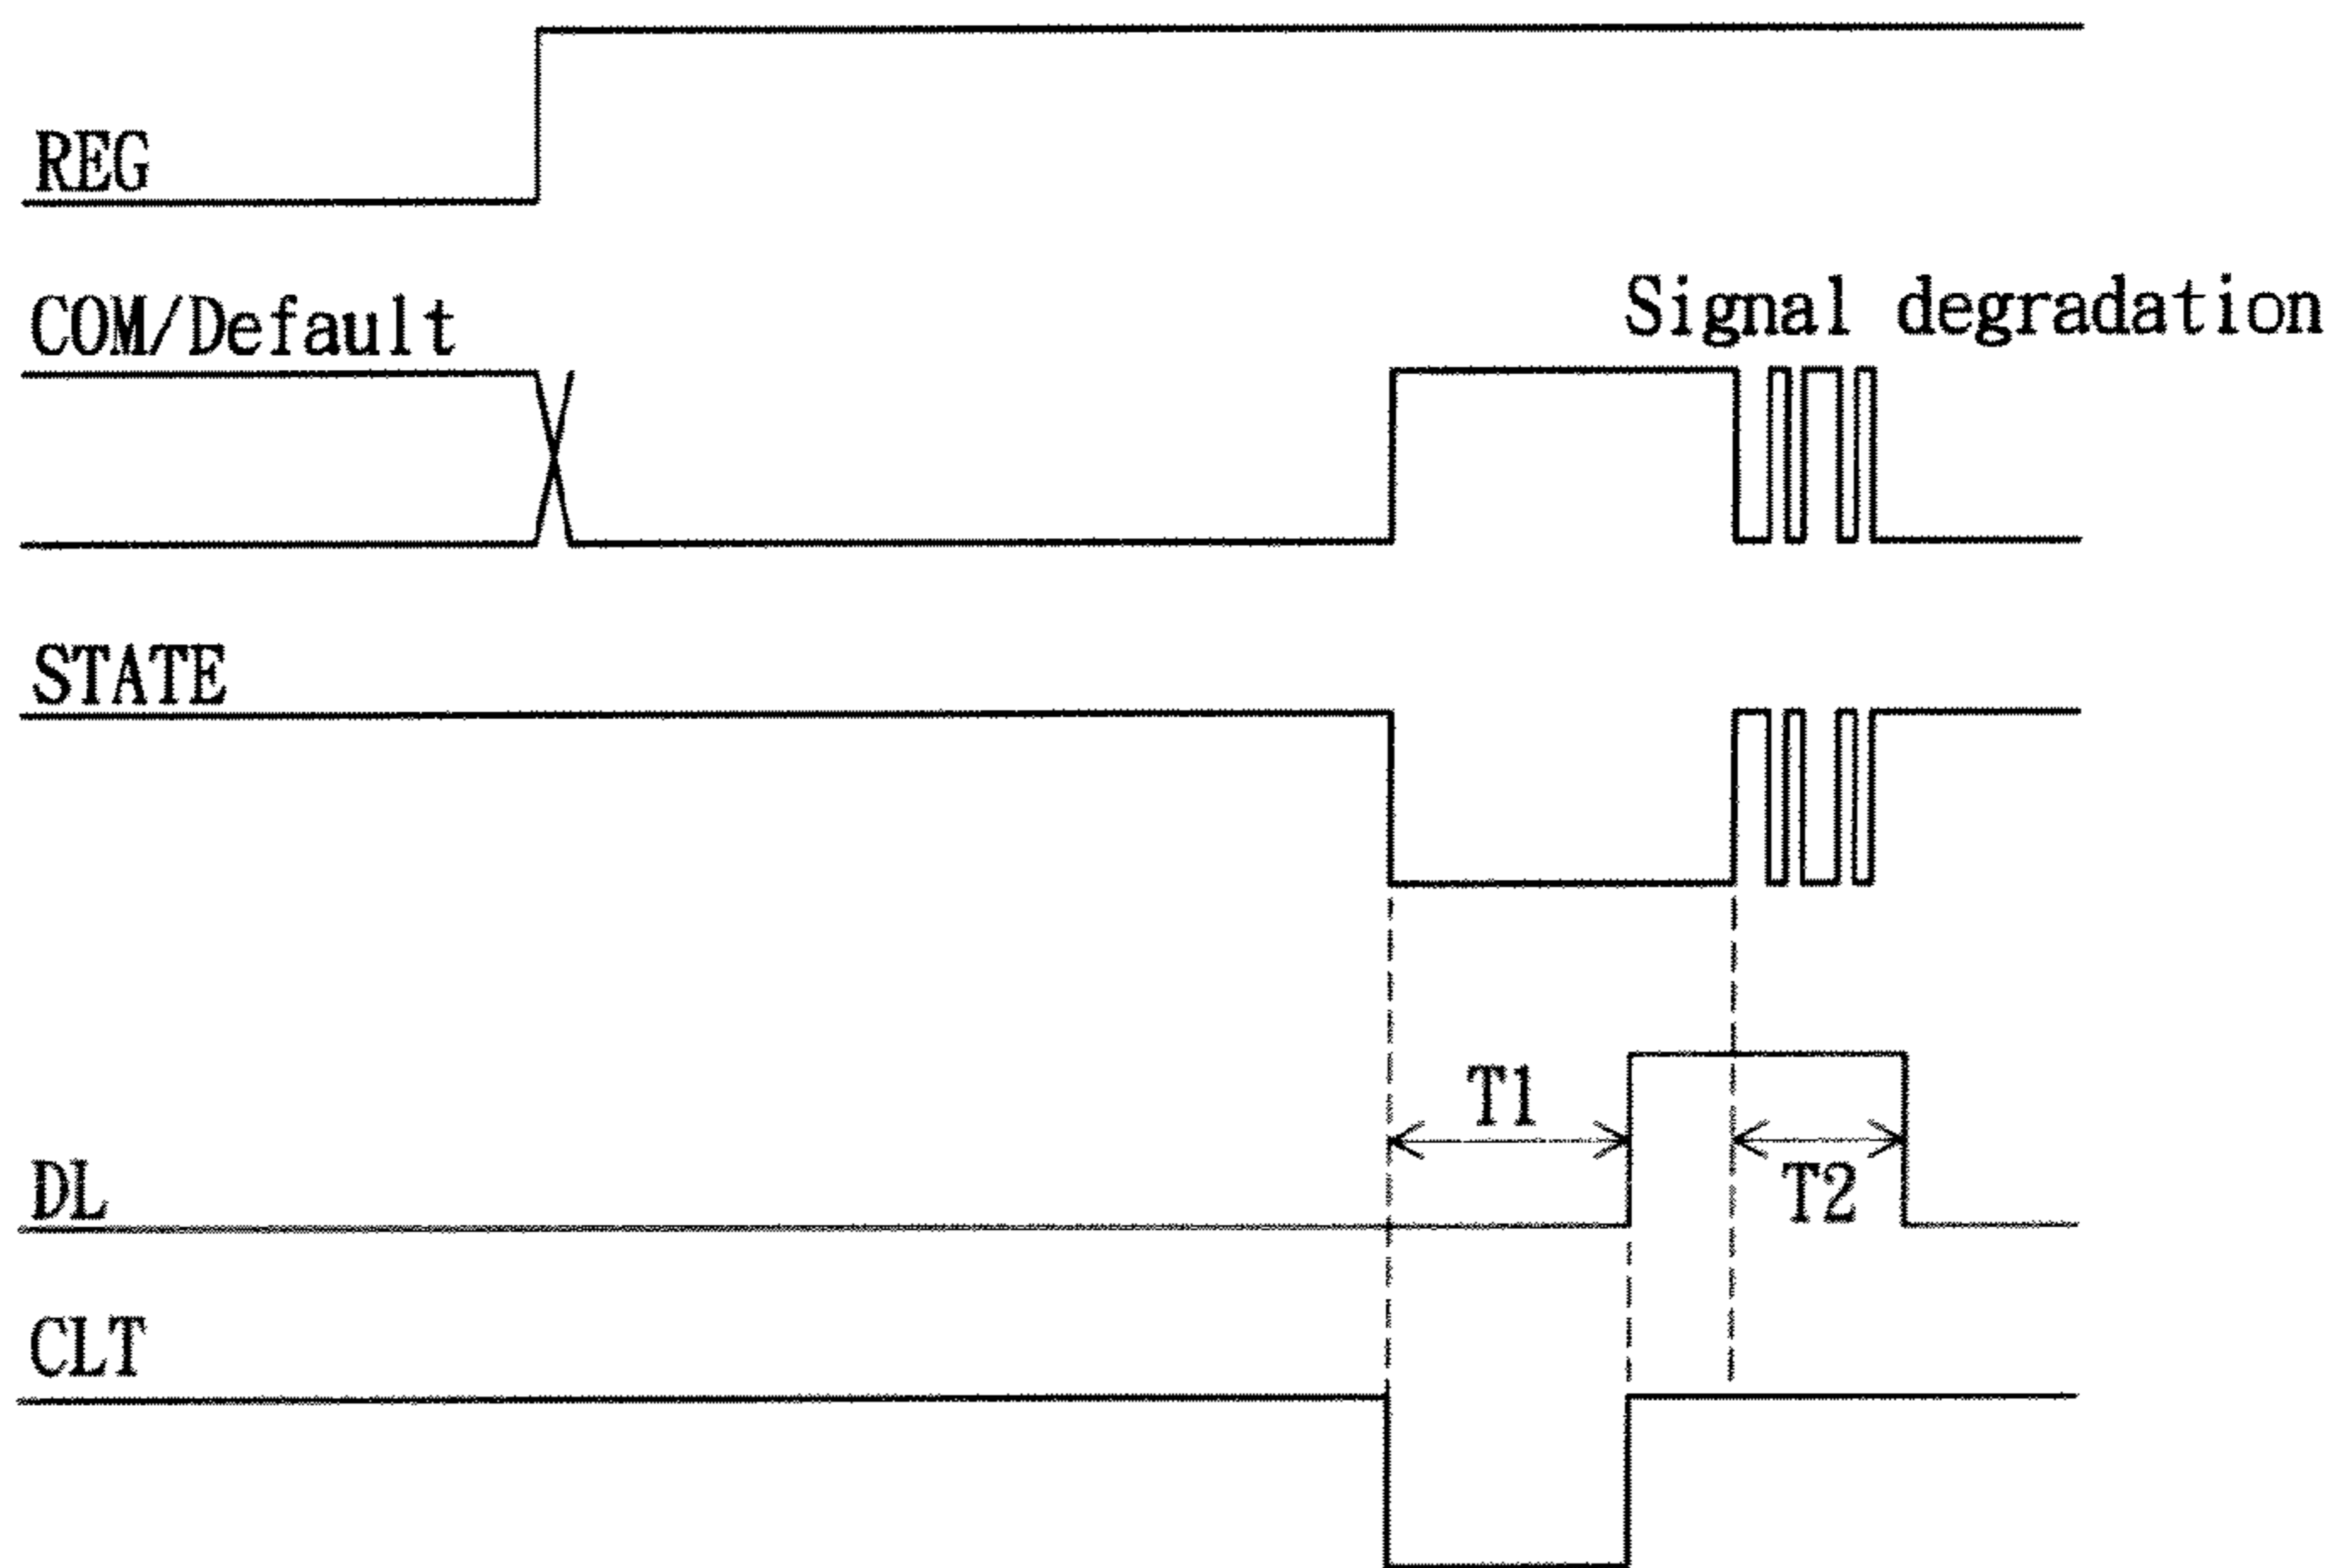 REG
COM/Default
Signal degradation
STATE
T1
DL
T2
CLT